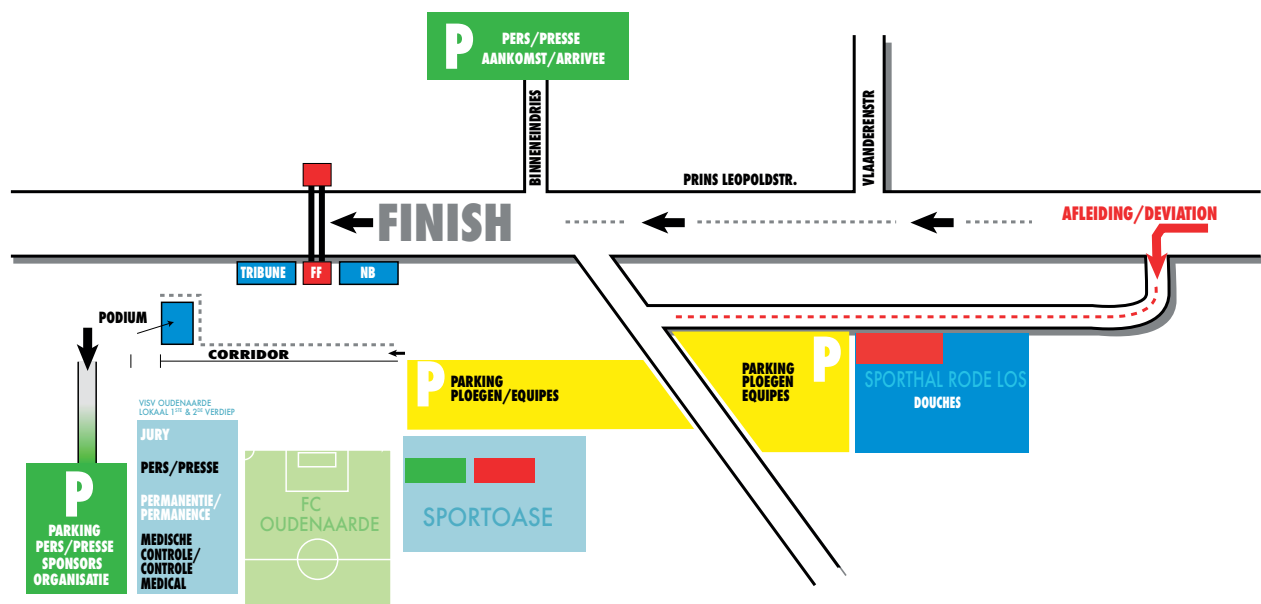 P
PERS/PRESSE
AANKOMST/ARRIVEE
BINNENEINDRIES
VLAANDERENSTR
PRINS LEOPOLDSTR.
FINISH
AFLEIDING/DEVIATION
TRIBUNE
FF
NB
PODIUM
CORRIDOR
P
PARKING
PLOEGEN/EQUIPES
PARKING
PLOEGEN
EQUIPES
P
SPORTHAL RODE LOS
DOUCHES
VISV OUDENAARDE
LOKAAL 1STE & 2DE VERDIEP
JURY
PERS/PRESSE
PERMANENTIE/
PERMANENCE
MEDISCHE
CONTROLE/
CONTROLE
MEDICAL
P
PARKING
PERS/PRESSE
SPONSORS
ORGANISATIE
FC
OUDENAARDE
SPORTOASE